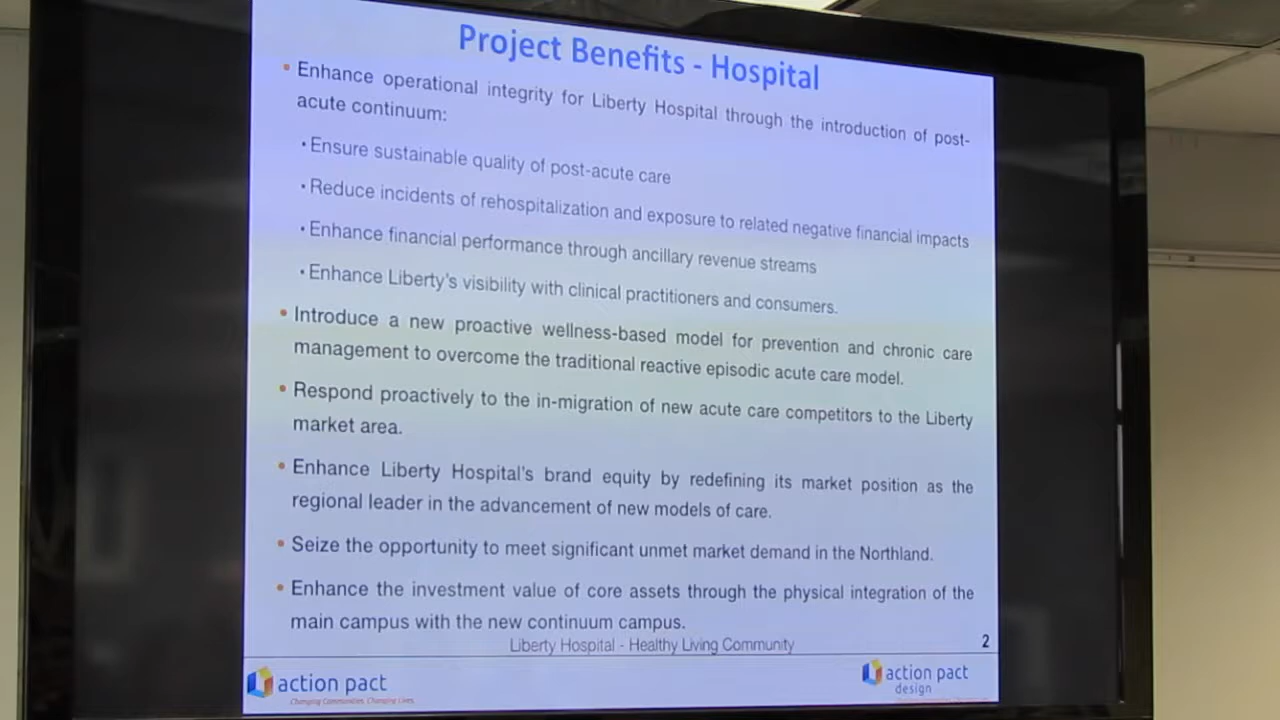 Project Benefits - Hospital
• Enhance operational integrity for Liberty Hospital through the introduction of post-
acute continuum:
• Ensure sustainable quality of post-acute care
• Reduce incidents of rehospitalization and exposure to related negative financial impacts
• Enhance financial performance through ancillary revenue streams
• Enhance Liberty's visibility with clinical practitioners and consumers.
• Introduce a new proactive wellness-based model for prevention and chronic care
management to overcome the traditional reactive episodic acute care model.
• Respond proactively to the in-migration of new acute care competitors to the Liberty
market area.
• Enhance Liberty Hospital's brand equity by redefining its market position as the
regional leader in the advancement of new models of care.
• Seize the opportunity to meet significant unmet market demand in the Northland.
• Enhance the investment value of core assets through the physical integration of the
main campus with the new continuum campus.
Liberty Hospital - Healthy Living Community
2
action pact
Changing Communities, Changing Lives.
action pact
design